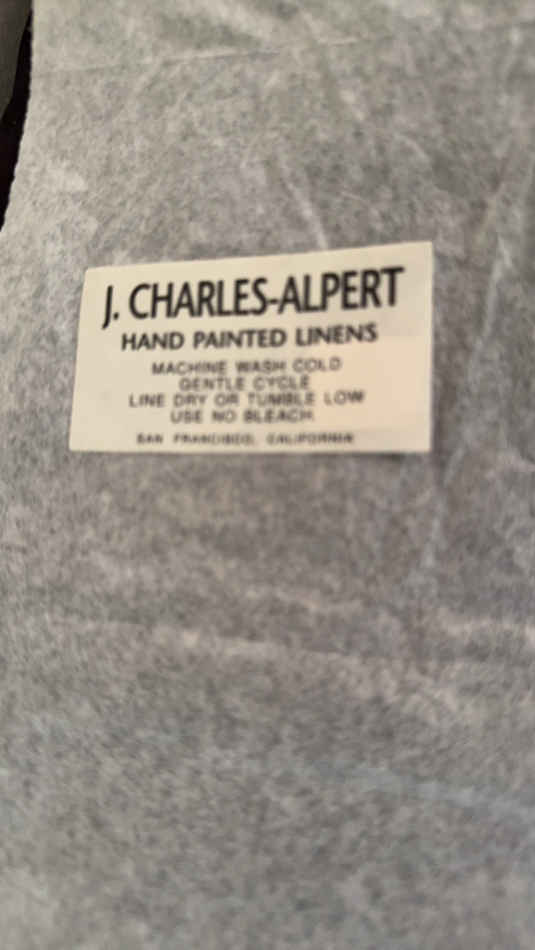 J. CHARLES-ALPERT
HAND PAINTED LINENS
MACHINE WASH COLD
GENTLE CYCLE
LINE DRY OR TUMBLE LOW
USE NO BLEACH
SAN FRANCISCO, CALIFORNIA